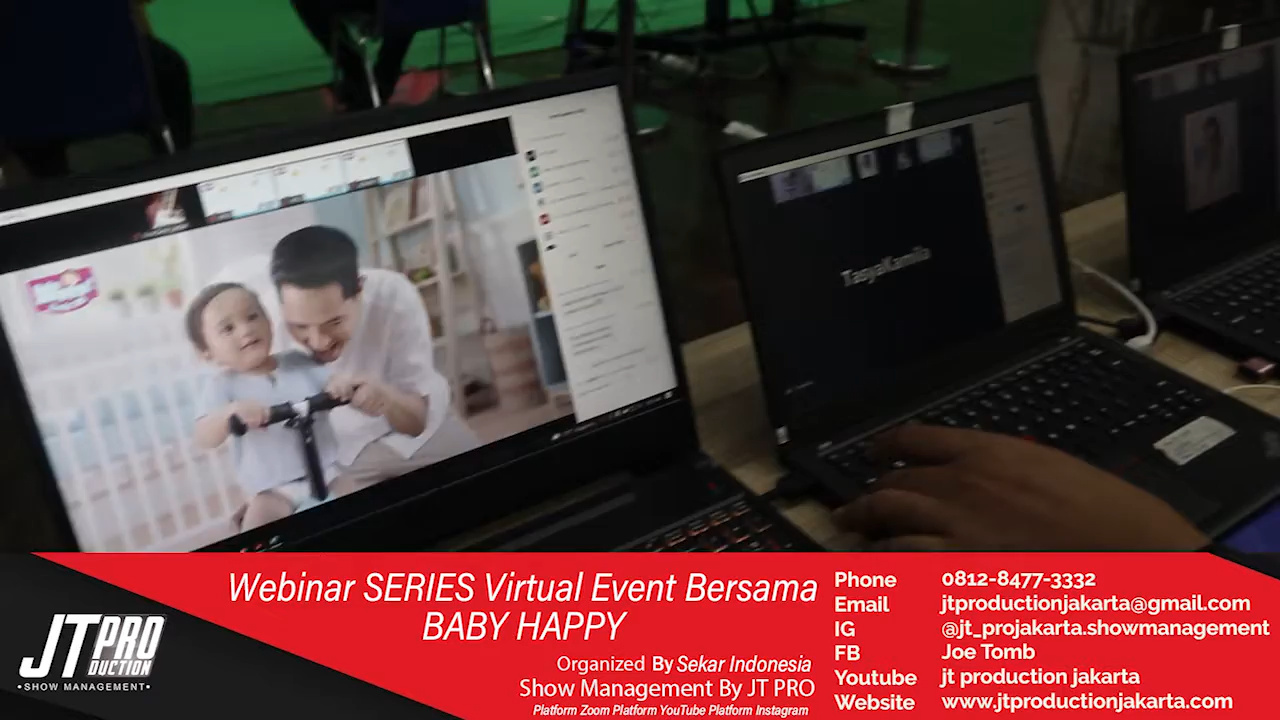 TasyaKamila
Webinar SERIES Virtual Event Bersama
BABY HAPPY
Organized By Sekar Indonesia
Show Management By JT PRO
Platform Zoom Platform YouTube Platform Instagram
JT PRO
DUCTION
•SHOW MANAGEMENT•
Phone 0812-8477-3332
Email jtproductionjakarta@gmail.com
IG @jt_projakarta.showmanagement
FB Joe Tomb
Youtube jt production jakarta
Website www.jtproductionjakarta.com